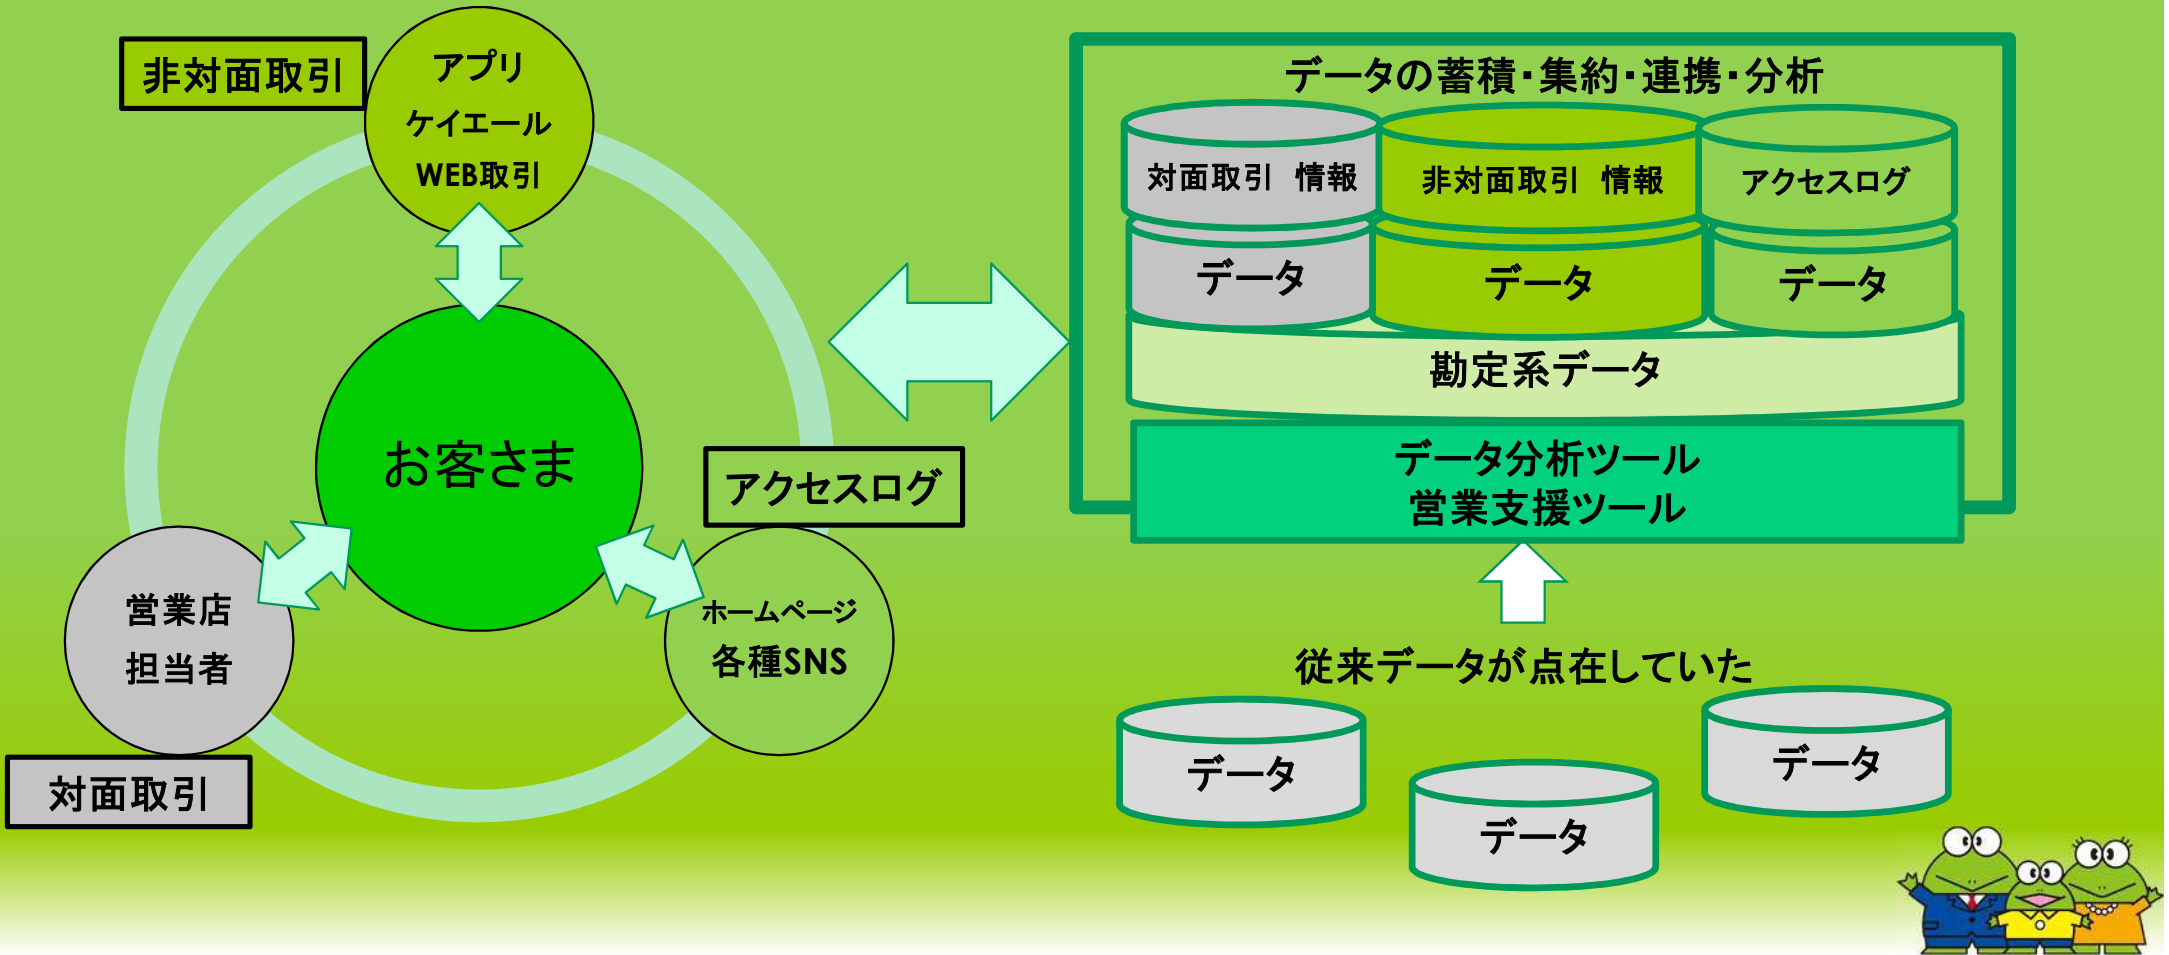 非対面取引
アプリ
ケイエール
WEB取引
お客さま
アクセスログ
営業店
担当者
ホームページ
各種SNS
対面取引
データの蓄積・集約・連携・分析
対面取引　情報
非対面取引　情報
アクセスログ
データ
データ
データ
勘定系データ
データ分析ツール
営業支援ツール
従来データが点在していた
データ
データ
データ